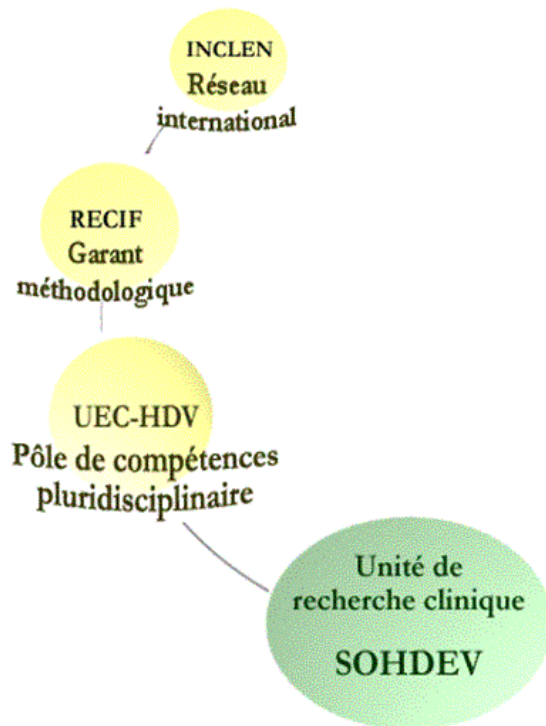 INCLEN
Réseau
international
RECIF
Garant
méthodologique
UEC-HDV
Pôle de compétences
pluridisciplinaire
Unité de
recherche clinique
SOHDEV